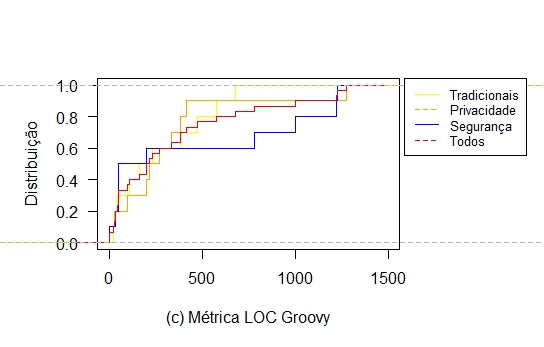 Distribuição
1.0
0.8
0.6
0.4
0.2
0.0
0
500
1000
1500
Tradicionais
Privacidade
Segurança
Todos
(c) Métrica LOC Groovy